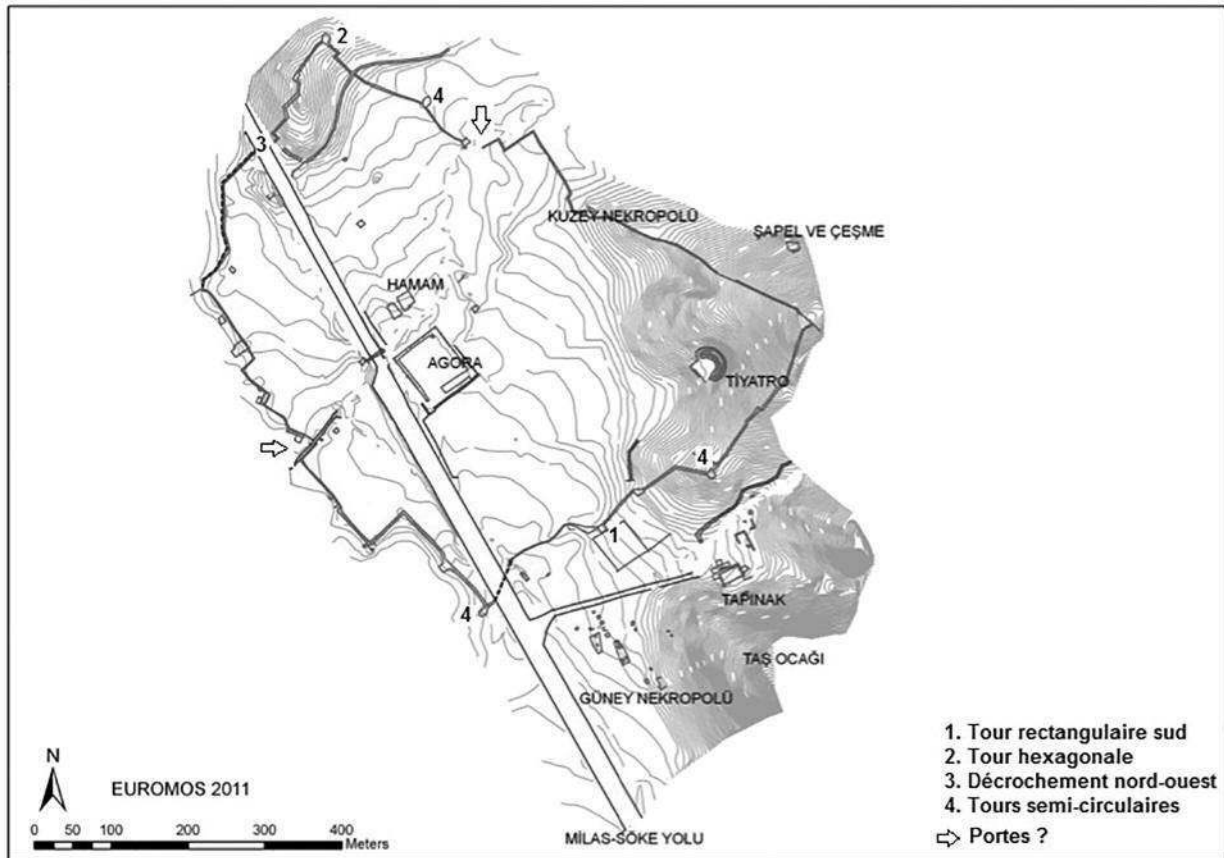 2
4
3
KUZEY NEKROPOLÜ
ŞAPEL VE ÇEŞME
HAMAM
AGORA
TİYATRO
4
1
TAPINAK
4
TAŞ OCAĞI
GÜNEY NEKROPOLÜ
1. Tour rectangulaire sud
2. Tour hexagonale
3. Décrochement nord-ouest
4. Tours semi-circulaires
Portes ?
N
EUROMOS 2011
0 50 100 200 300 400
Meters
MİLAS-SÖKE YOLU